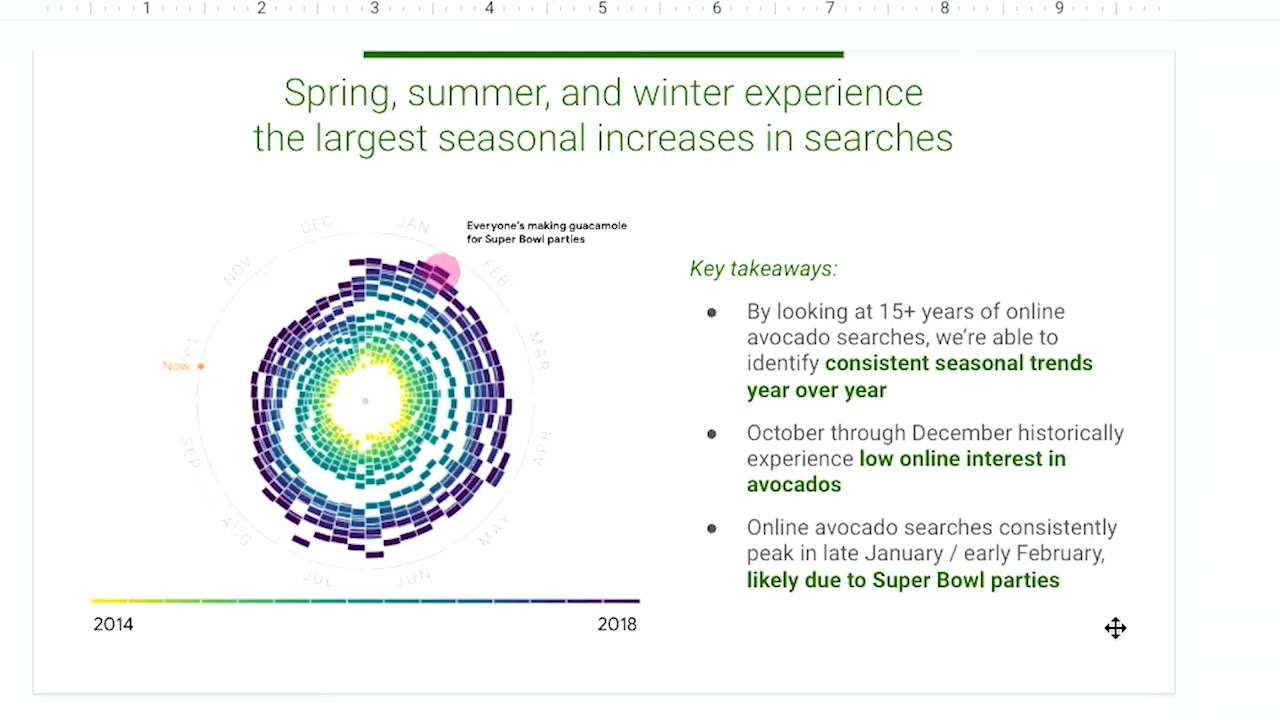 1 2 3 4 5 6 7 8 9
Spring, summer, and winter experience
the largest seasonal increases in searches
DEC
JAN
Everyone's making guacamole
for Super Bowl parties
NOV
FEB
MAR
Now
SEP
APR
AUG
MAY
JUL
JUN
2014
2018
Key takeaways:
By looking at 15+ years of online
avocado searches, we're able to
identify consistent seasonal trends
year over year
October through December historically
experience low online interest in
avocados
Online avocado searches consistently
peak in late January / early February,
likely due to Super Bowl parties